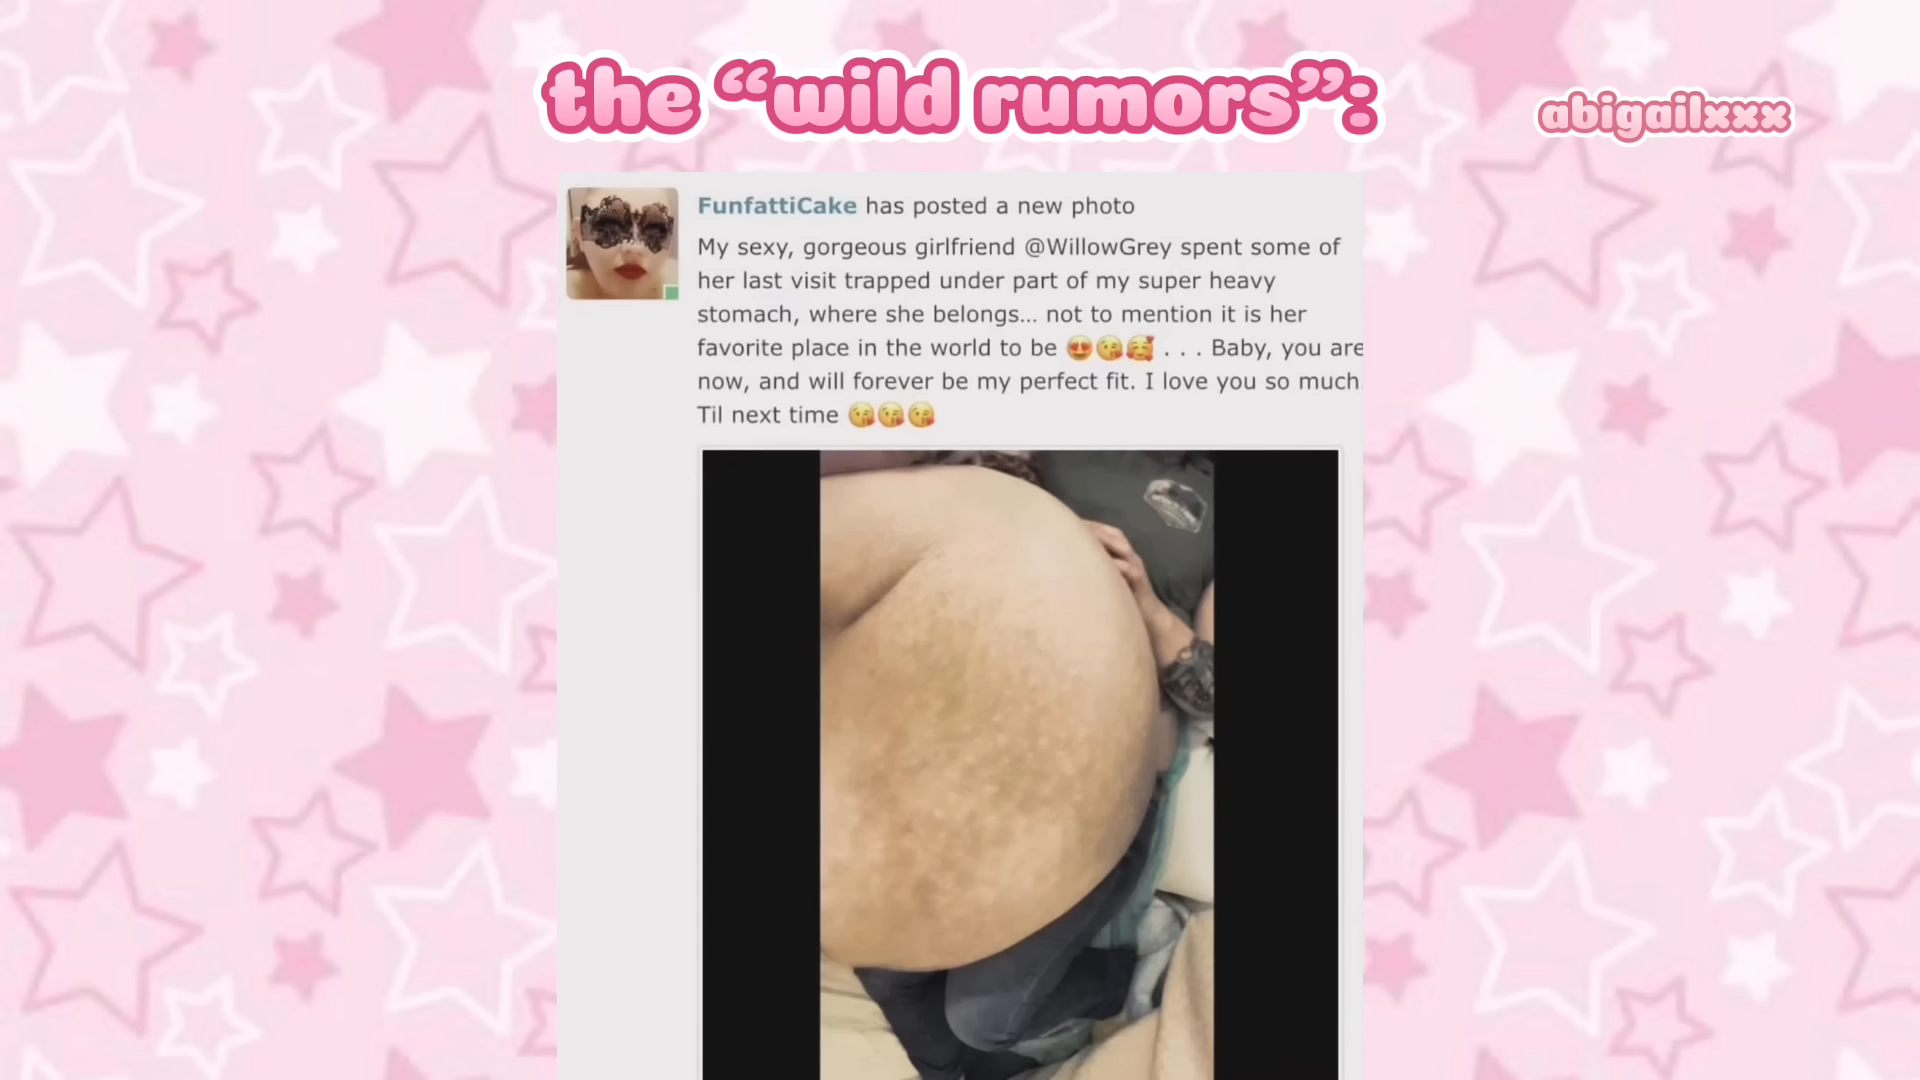 the “wild rumors”:
abigailxxx
FunfattiCake has posted a new photo
My sexy, gorgeous girlfriend @WillowGrey spent some of
her last visit trapped under part of my super heavy
stomach, where she belongs... not to mention it is her
favorite place in the world to be 😍😘🥰 . . . Baby, you are
now, and will forever be my perfect fit. I love you so much.
Til next time 😘😘😘